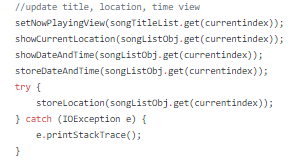 //update title, location, time view
setNowPlayingView(songTitleList.get(currentindex));
showCurrentLocation(songListObj.get(currentindex));
showDateAndTime(songListObj.get(currentindex));
storeDateAndTime(songListObj.get(currentindex));
try {
    storeLocation(songListObj.get(currentindex));
} catch (IOException e) {
    e.printStackTrace();
}